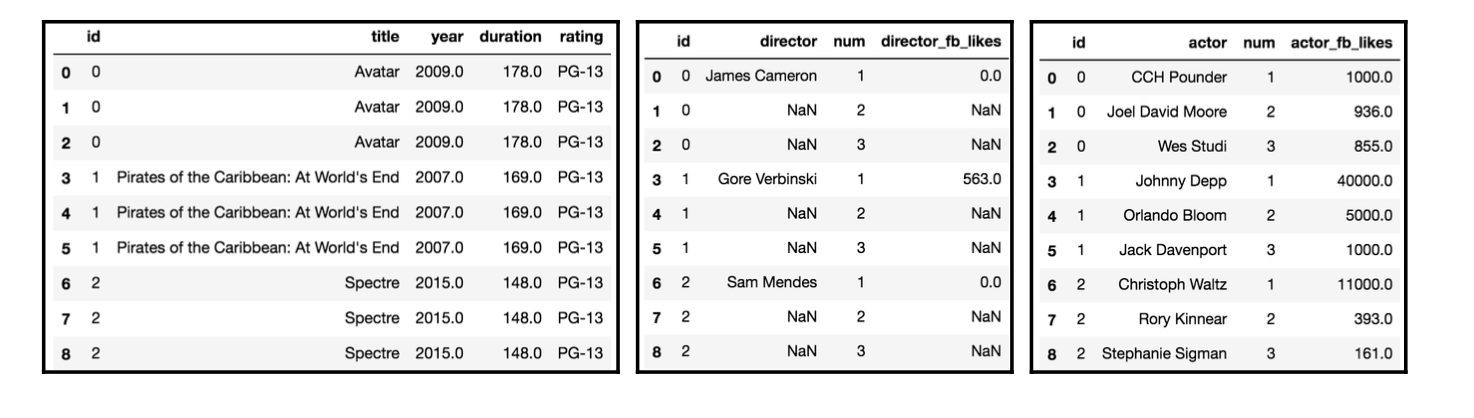 id title year duration rating
0 0 Avatar 2009.0 178.0 PG-13
1 0 Avatar 2009.0 178.0 PG-13
2 0 Avatar 2009.0 178.0 PG-13
3 1 Pirates of the Caribbean: At World's End 2007.0 169.0 PG-13
4 1 Pirates of the Caribbean: At World's End 2007.0 169.0 PG-13
5 1 Pirates of the Caribbean: At World's End 2007.0 169.0 PG-13
6 2 Spectre 2015.0 148.0 PG-13
7 2 Spectre 2015.0 148.0 PG-13
8 2 Spectre 2015.0 148.0 PG-13
id director num director_fb_likes
0 0 James Cameron 1 0.0
1 0 NaN 2 NaN
2 0 NaN 3 NaN
3 1 Gore Verbinski 1 563.0
4 1 NaN 2 NaN
5 1 NaN 3 NaN
6 2 Sam Mendes 1 0.0
7 2 NaN 2 NaN
8 2 NaN 3 NaN
id actor num actor_fb_likes
0 0 CCH Pounder 1 1000.0
1 0 Joel David Moore 2 936.0
2 0 Wes Studi 3 855.0
3 1 Johnny Depp 1 40000.0
4 1 Orlando Bloom 2 5000.0
5 1 Jack Davenport 3 1000.0
6 2 Christoph Waltz 1 11000.0
7 2 Rory Kinnear 2 393.0
8 2 Stephanie Sigman 3 161.0